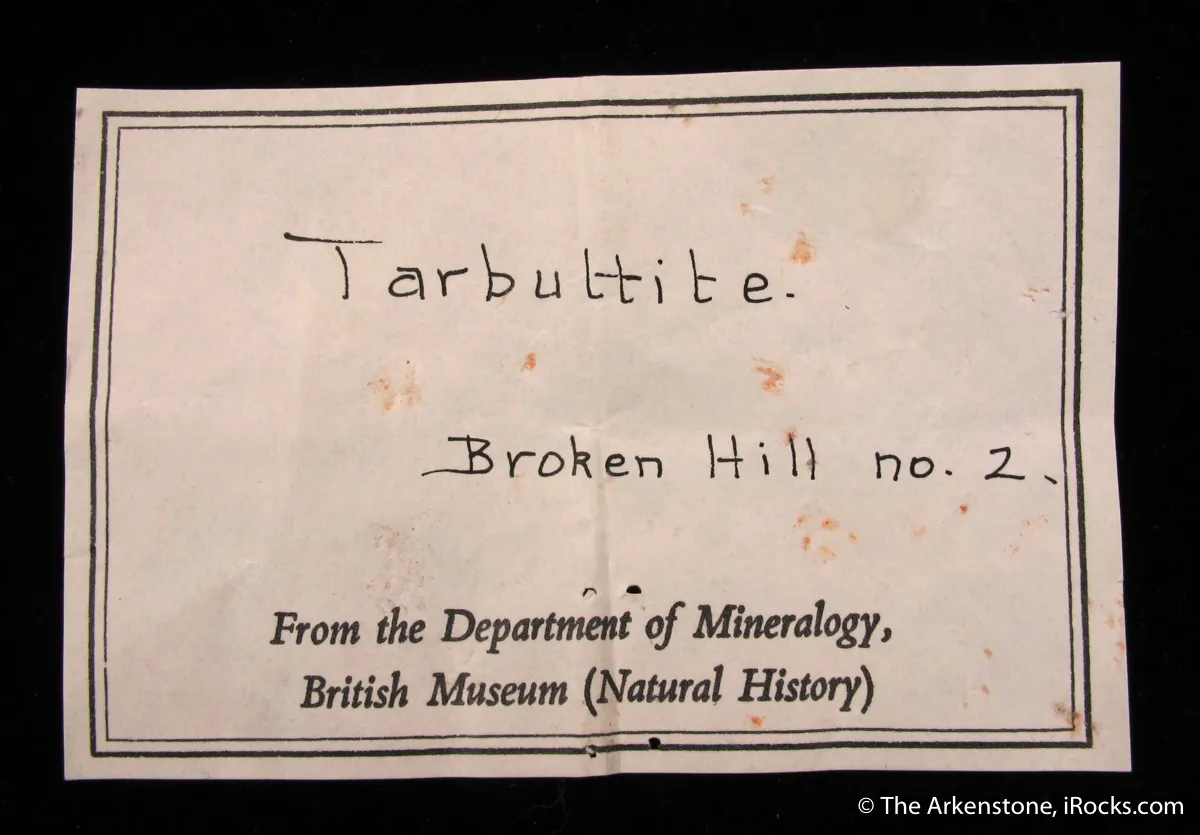 Tarbuttite.
Broken Hill no. 2.
From the Department of Mineralogy,
British Museum (Natural History)
© The Arkenstone, iRocks.com